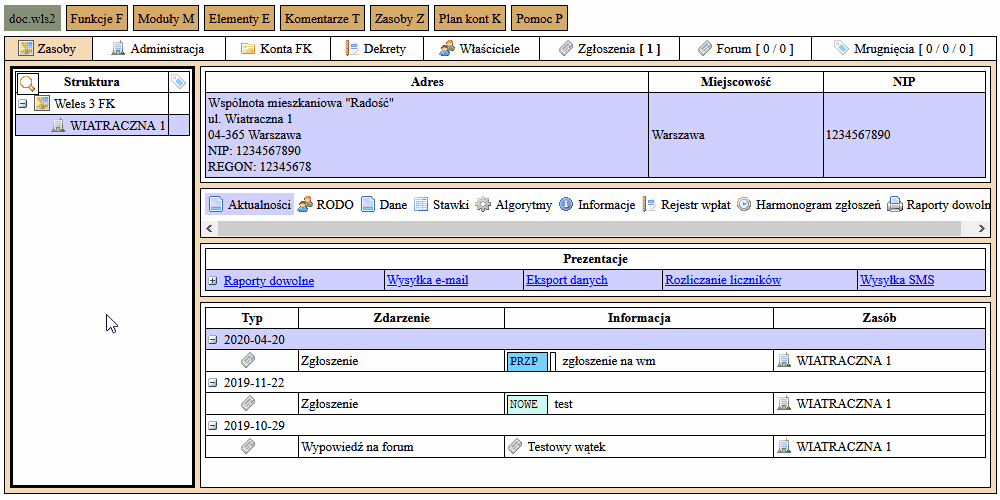 doc.wls2 Funkcje F Moduły M Elementy E Komentarze T Zasoby Z Plan kont K Pomoc P
Zasoby Administracja Konta FK Dekrety Właściciele Zgłoszenia [ 1 ] Forum [ 0 / 0 ] Mrugnięcia [ 0 / 0 / 0 ]
Struktura
Weles 3 FK
WIATRACZNA 1
Adres Miejscowość NIP
Wspólnota mieszkaniowa "Radość"
ul. Wiatraczna 1
04-365 Warszawa
NIP: 1234567890
REGON: 12345678
Warszawa
1234567890
Aktualności RODO Dane Stawki Algorytmy Informacje Rejestr wpłat Harmonogram zgłoszeń Raporty dowoln
Prezentacje
Raporty dowolne Wysyłka e-mail Eksport danych Rozliczanie liczników Wysyłka SMS
Typ Zdarzenie Informacja Zasób
2020-04-20
Zgłoszenie PRZP zgłoszenie na wm WIATRACZNA 1
2019-11-22
Zgłoszenie NOWE test WIATRACZNA 1
2019-10-29
Wypowiedź na forum Testowy wątek WIATRACZNA 1